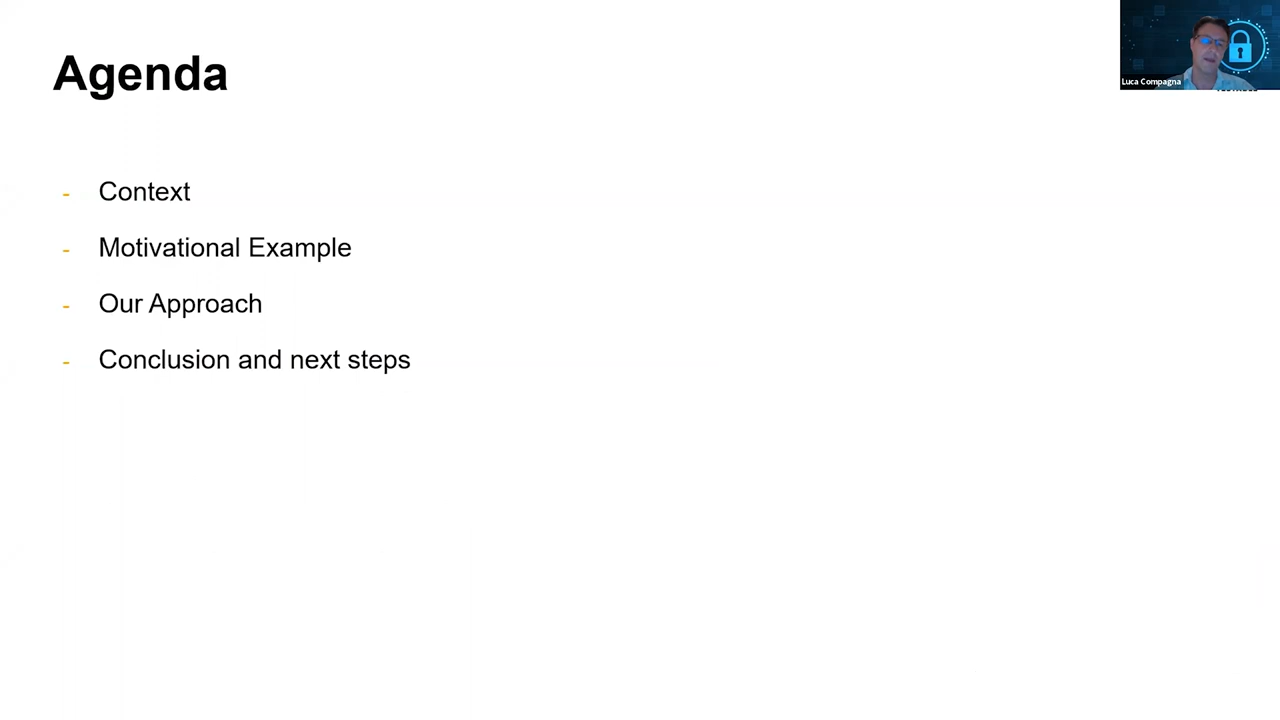 Agenda
Luca Compagna
- Context
- Motivational Example
- Our Approach
- Conclusion and next steps